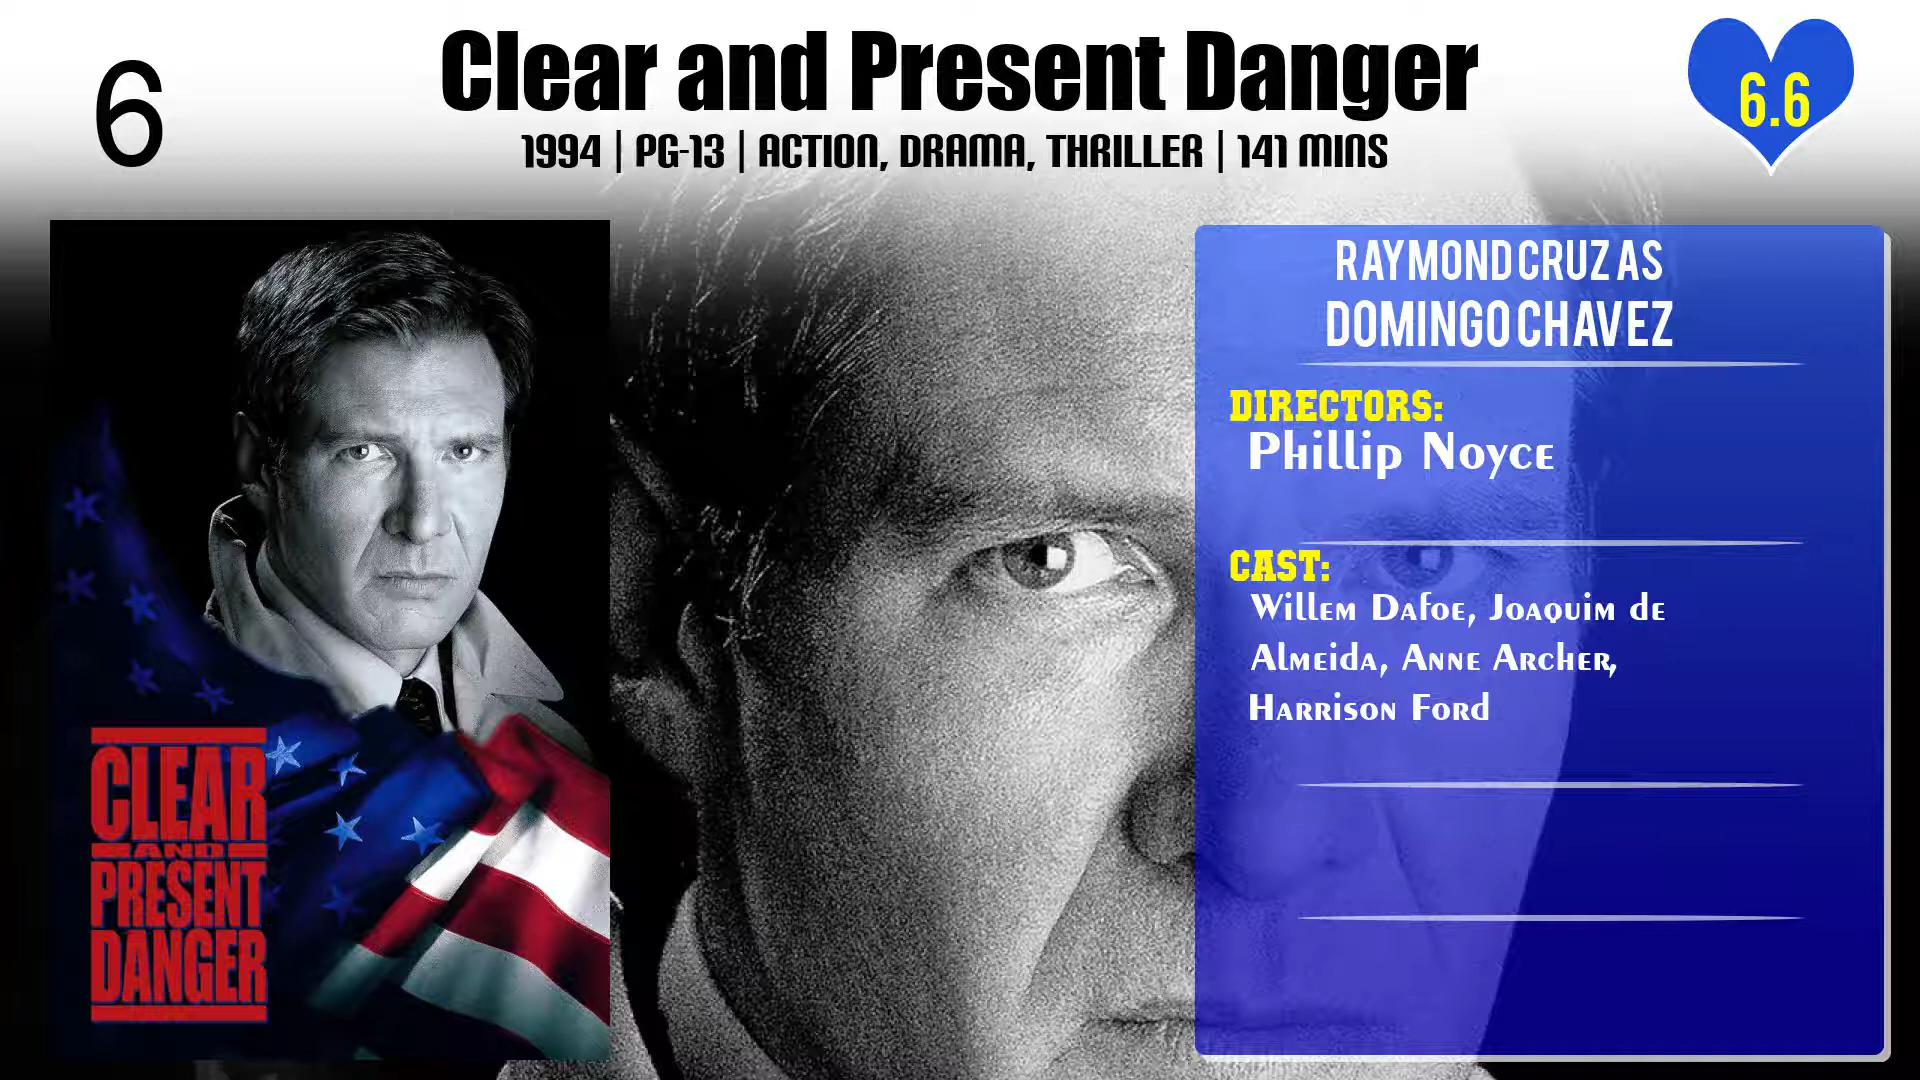 6
Clear and Present Danger
1994 | PG-13 | ACTION, DRAMA, THRILLER | 141 MINS
6.6
RAYMOND CRUZ AS
DOMINGO CHAVEZ
DIRECTORS:
Phillip Noyce
CAST:
Willem Dafoe, Joaquim de
Almeida, Anne Archer,
Harrison Ford
CLEAR
AND
PRESENT
DANGER